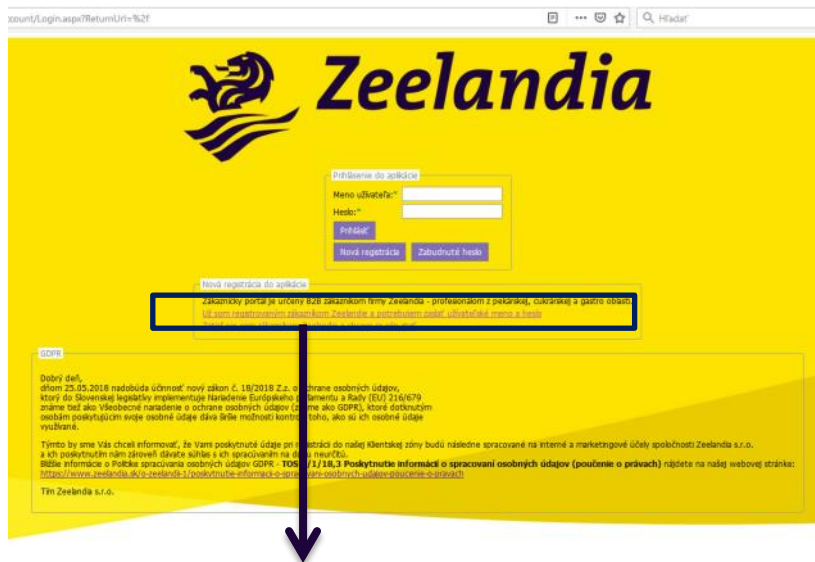 count/Login.aspx?ReturnUrl=%2f
Hľadať
Zeelandia
Prihlásenie do aplikácie
Meno užívateľa:*
Heslo:*
Prihlásiť
Nová registrácia Zabudnuté heslo
Nová registrácia do aplikácie
Zákaznícky portál je určený B2B zákazníkom firmy Zeelandia - profesionálom z pekárskej, cukrárskej a gastro oblasti.
Už som registrovaným zákazníkom Zeelandie a potrebujem zaslať užívateľské meno a heslo
GDPR
Dobrý deň,
dňom 25.05.2018 nadobúda účinnosť nový zákon č. 18/2018 Z.z. o ochrane osobných údajov,
ktorý do Slovenskej legislatívy implementuje Nariadenie Európskeho parlamentu a Rady (EÚ) 216/679
známe tiež ako Všeobecné nariadenie o ochrane osobných údajov (známe ako GDPR), ktoré dotknutým
osobám poskytujúcim svoje osobné údaje dáva širšie možnosti kontroly toho, ako sú ich osobné údaje
využívané.
Týmto by sme Vás chceli informovať, že Vami poskytnuté údaje pri registrácii do našej Klientskej zóny budú následne spracované na interné a marketingové účely spoločnosti Zeelandia s.r.o.
a ich poskytnutím nám zároveň dávate súhlas s ich spracúvaním na dobu neurčitú.
Bližšie informácie o Politike spracúvania osobných údajov GDPR - /1/18,3 Poskytnutie informácií o spracovaní osobných údajov (poučenie o právach) nájdete na našej webovej stránke:
https://www.zeelandia.sk/o-zeelandii-1/poskytnutie-informacii-o-spracovani-osobnych-udajov-poucenie-o-pravach
Tím Zeelandia s.r.o.